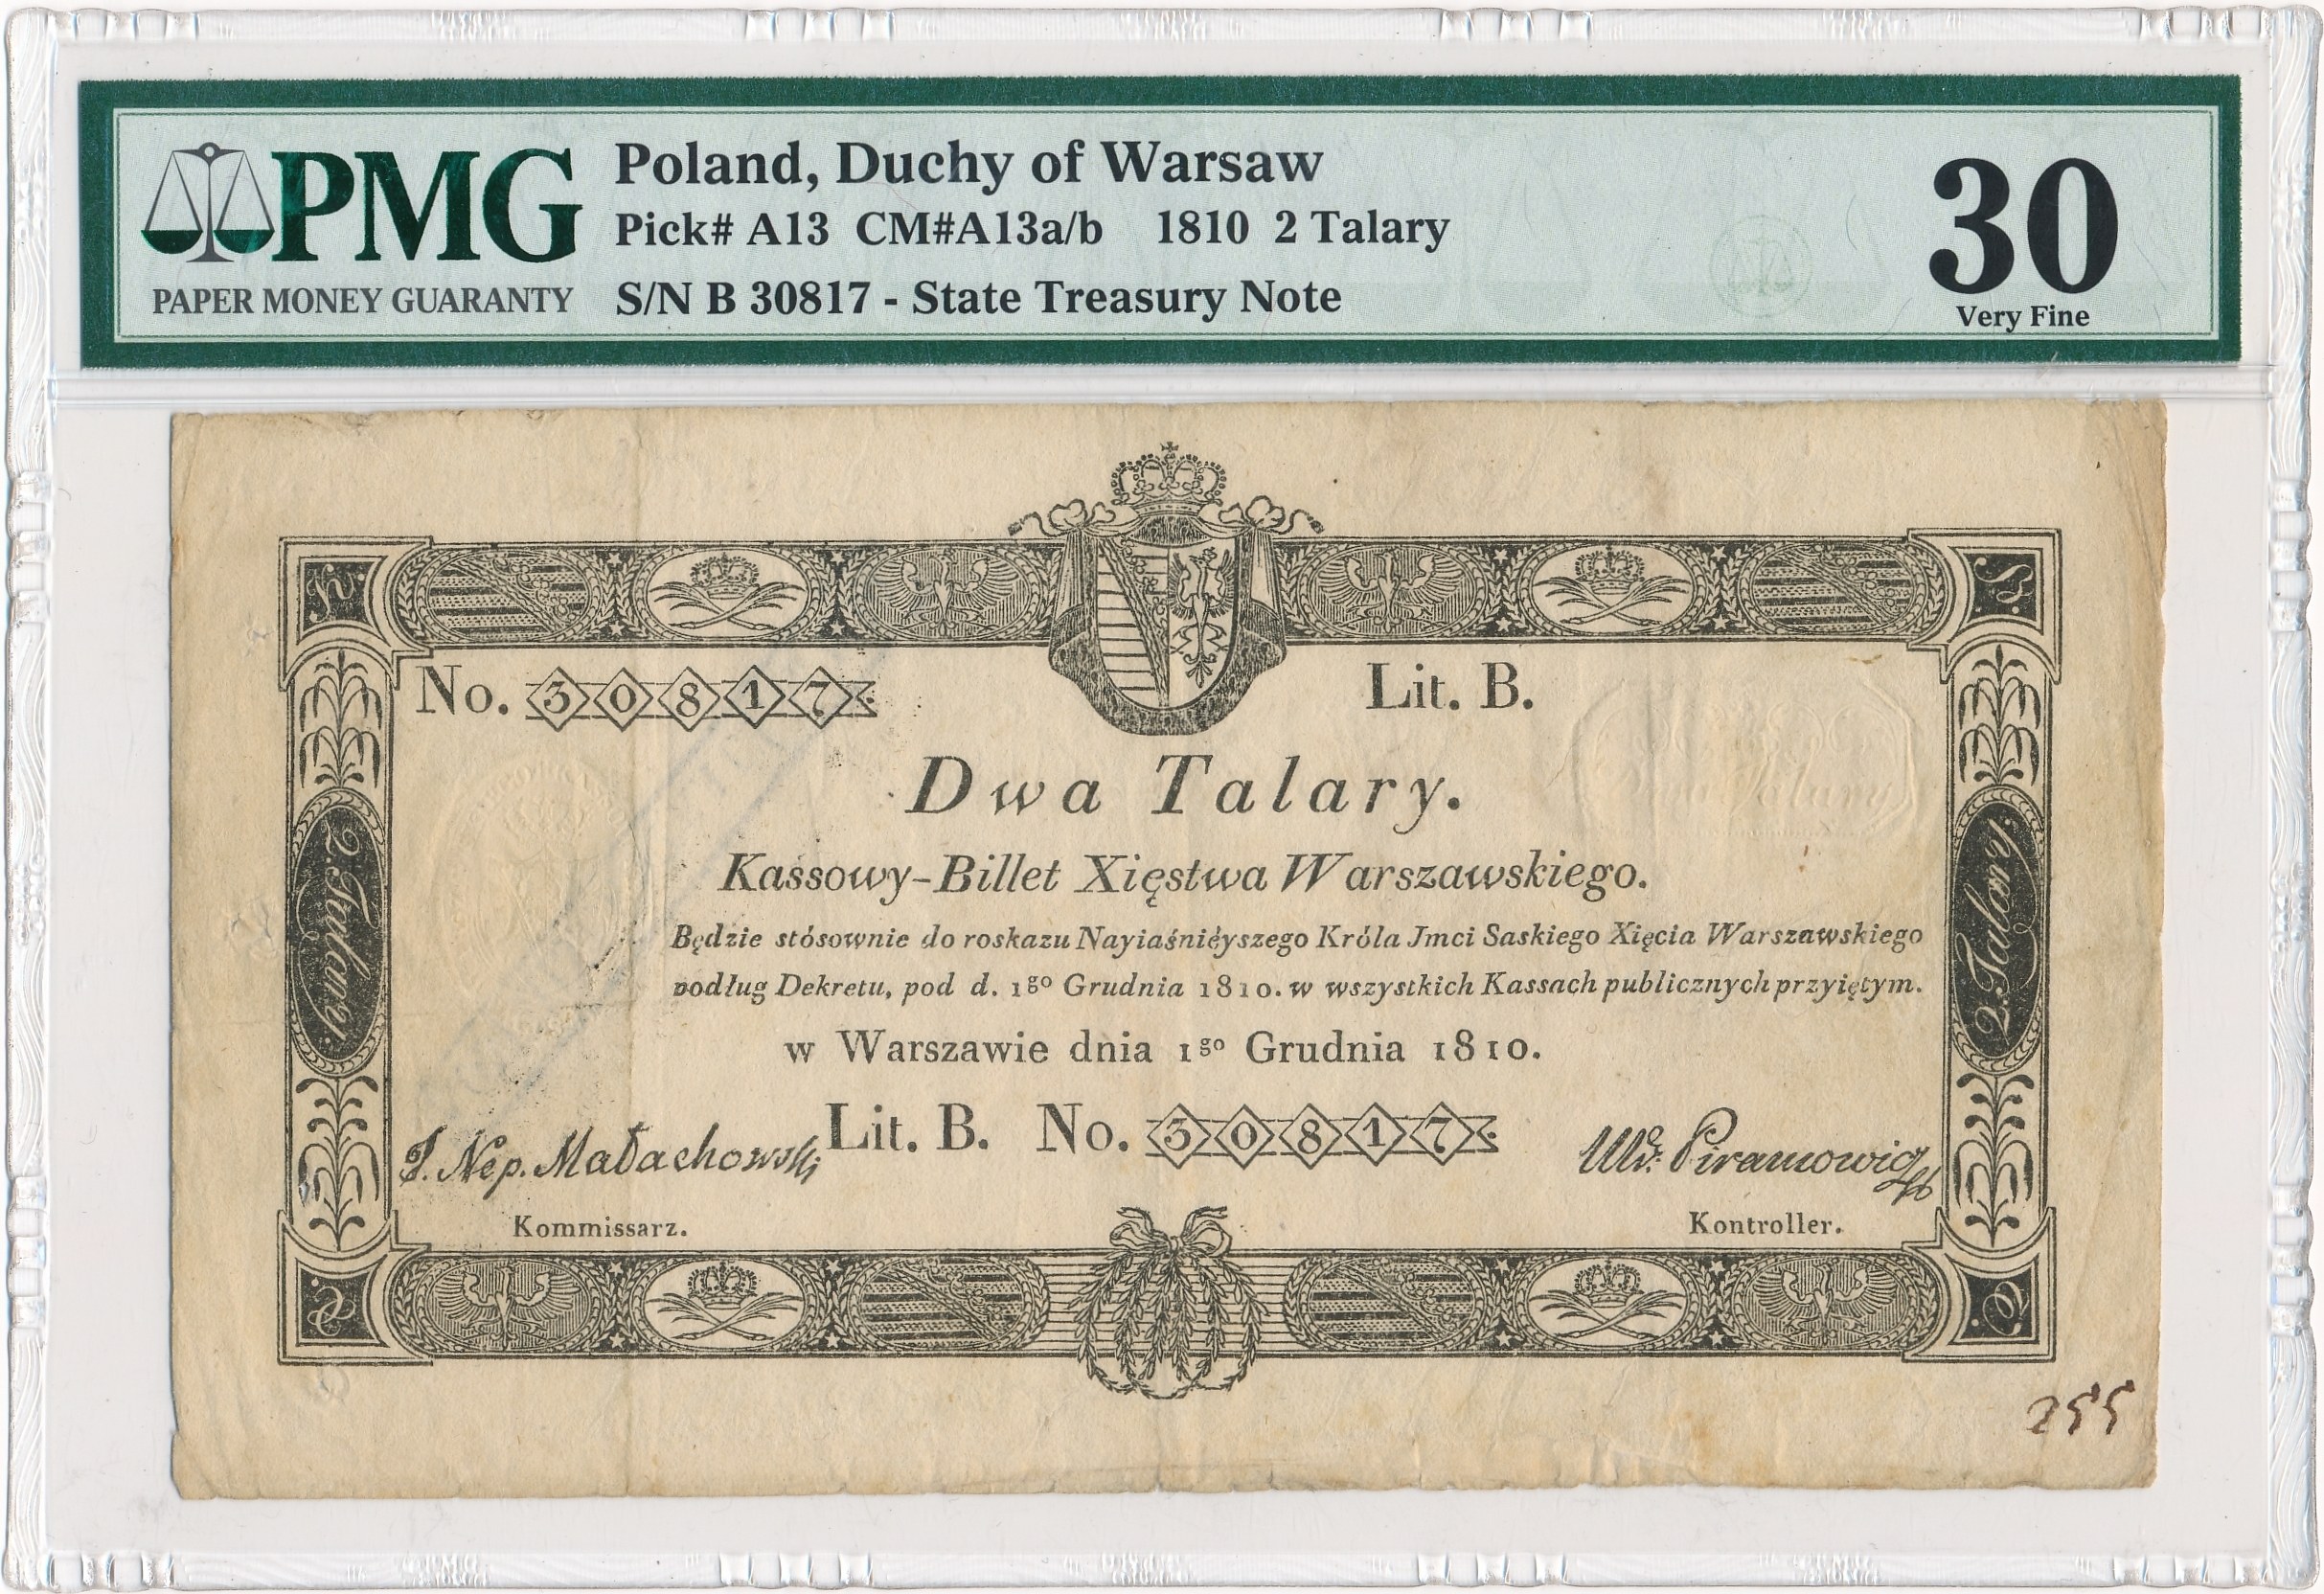 PMG
PAPER MONEY GUARANTY
Poland, Duchy of Warsaw
Pick# A13 CM#A13a/b 1810 2 Talary
S/N B 30817 - State Treasury Note
30
Very Fine
No. 30817. Lit. B.
Dwa Talary.
Kassowy-Billet Xięstwa Warszawskiego.
Będzie stósownie do roskazu Nayiaśniéyszego Króla Jmci Saskiego Xięcia Warszawskiego
podług Dekretu, pod d. 1go Grudnia 1810. w wszystkich Kassach publicznych przyiętym.
w Warszawie dnia 1go Grudnia 1810.
Lit. B. No. 30817.
J. Nep. Małachowski
Kommissarz.
Kontroller.
2. Talary.
2. Talary.
255